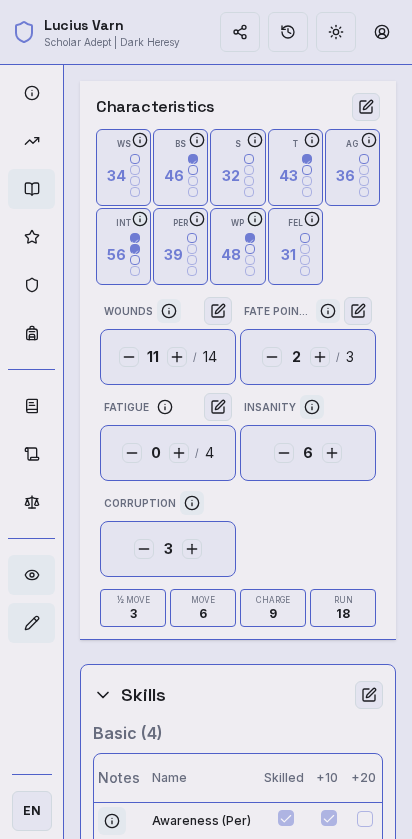 Lucius Varn
Scholar Adept | Dark Heresy
Characteristics
WS BS S T AG
34 46 32 43 36
INT PER WP FEL
56 39 48 31
WOUNDS FATE POIN...
11 / 14 2 / 3
FATIGUE INSANITY
0 / 4 6
CORRUPTION
3
½ MOVE MOVE CHARGE RUN
3 6 9 18
Skills
Basic (4)
Notes Name Skilled +10 +20
Awareness (Per)
EN